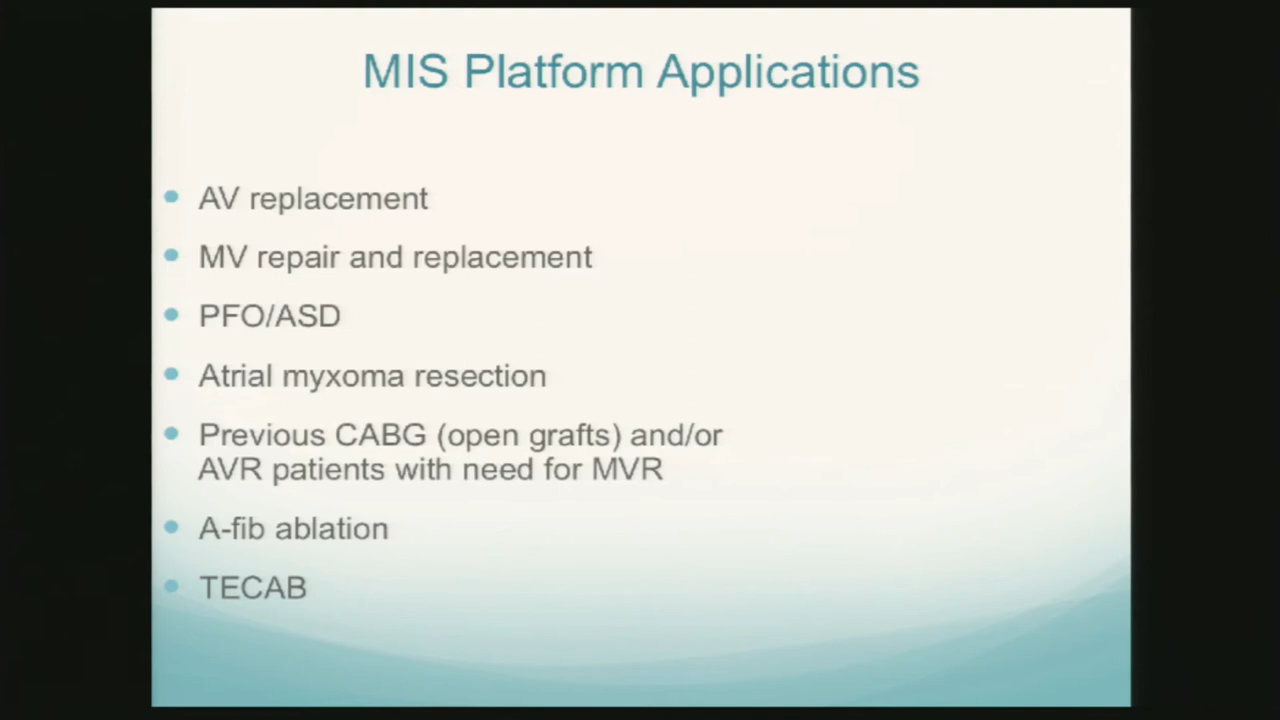 MIS Platform Applications
AV replacement
MV repair and replacement
PFO/ASD
Atrial myxoma resection
Previous CABG (open grafts) and/or
AVR patients with need for MVR
A-fib ablation
TECAB